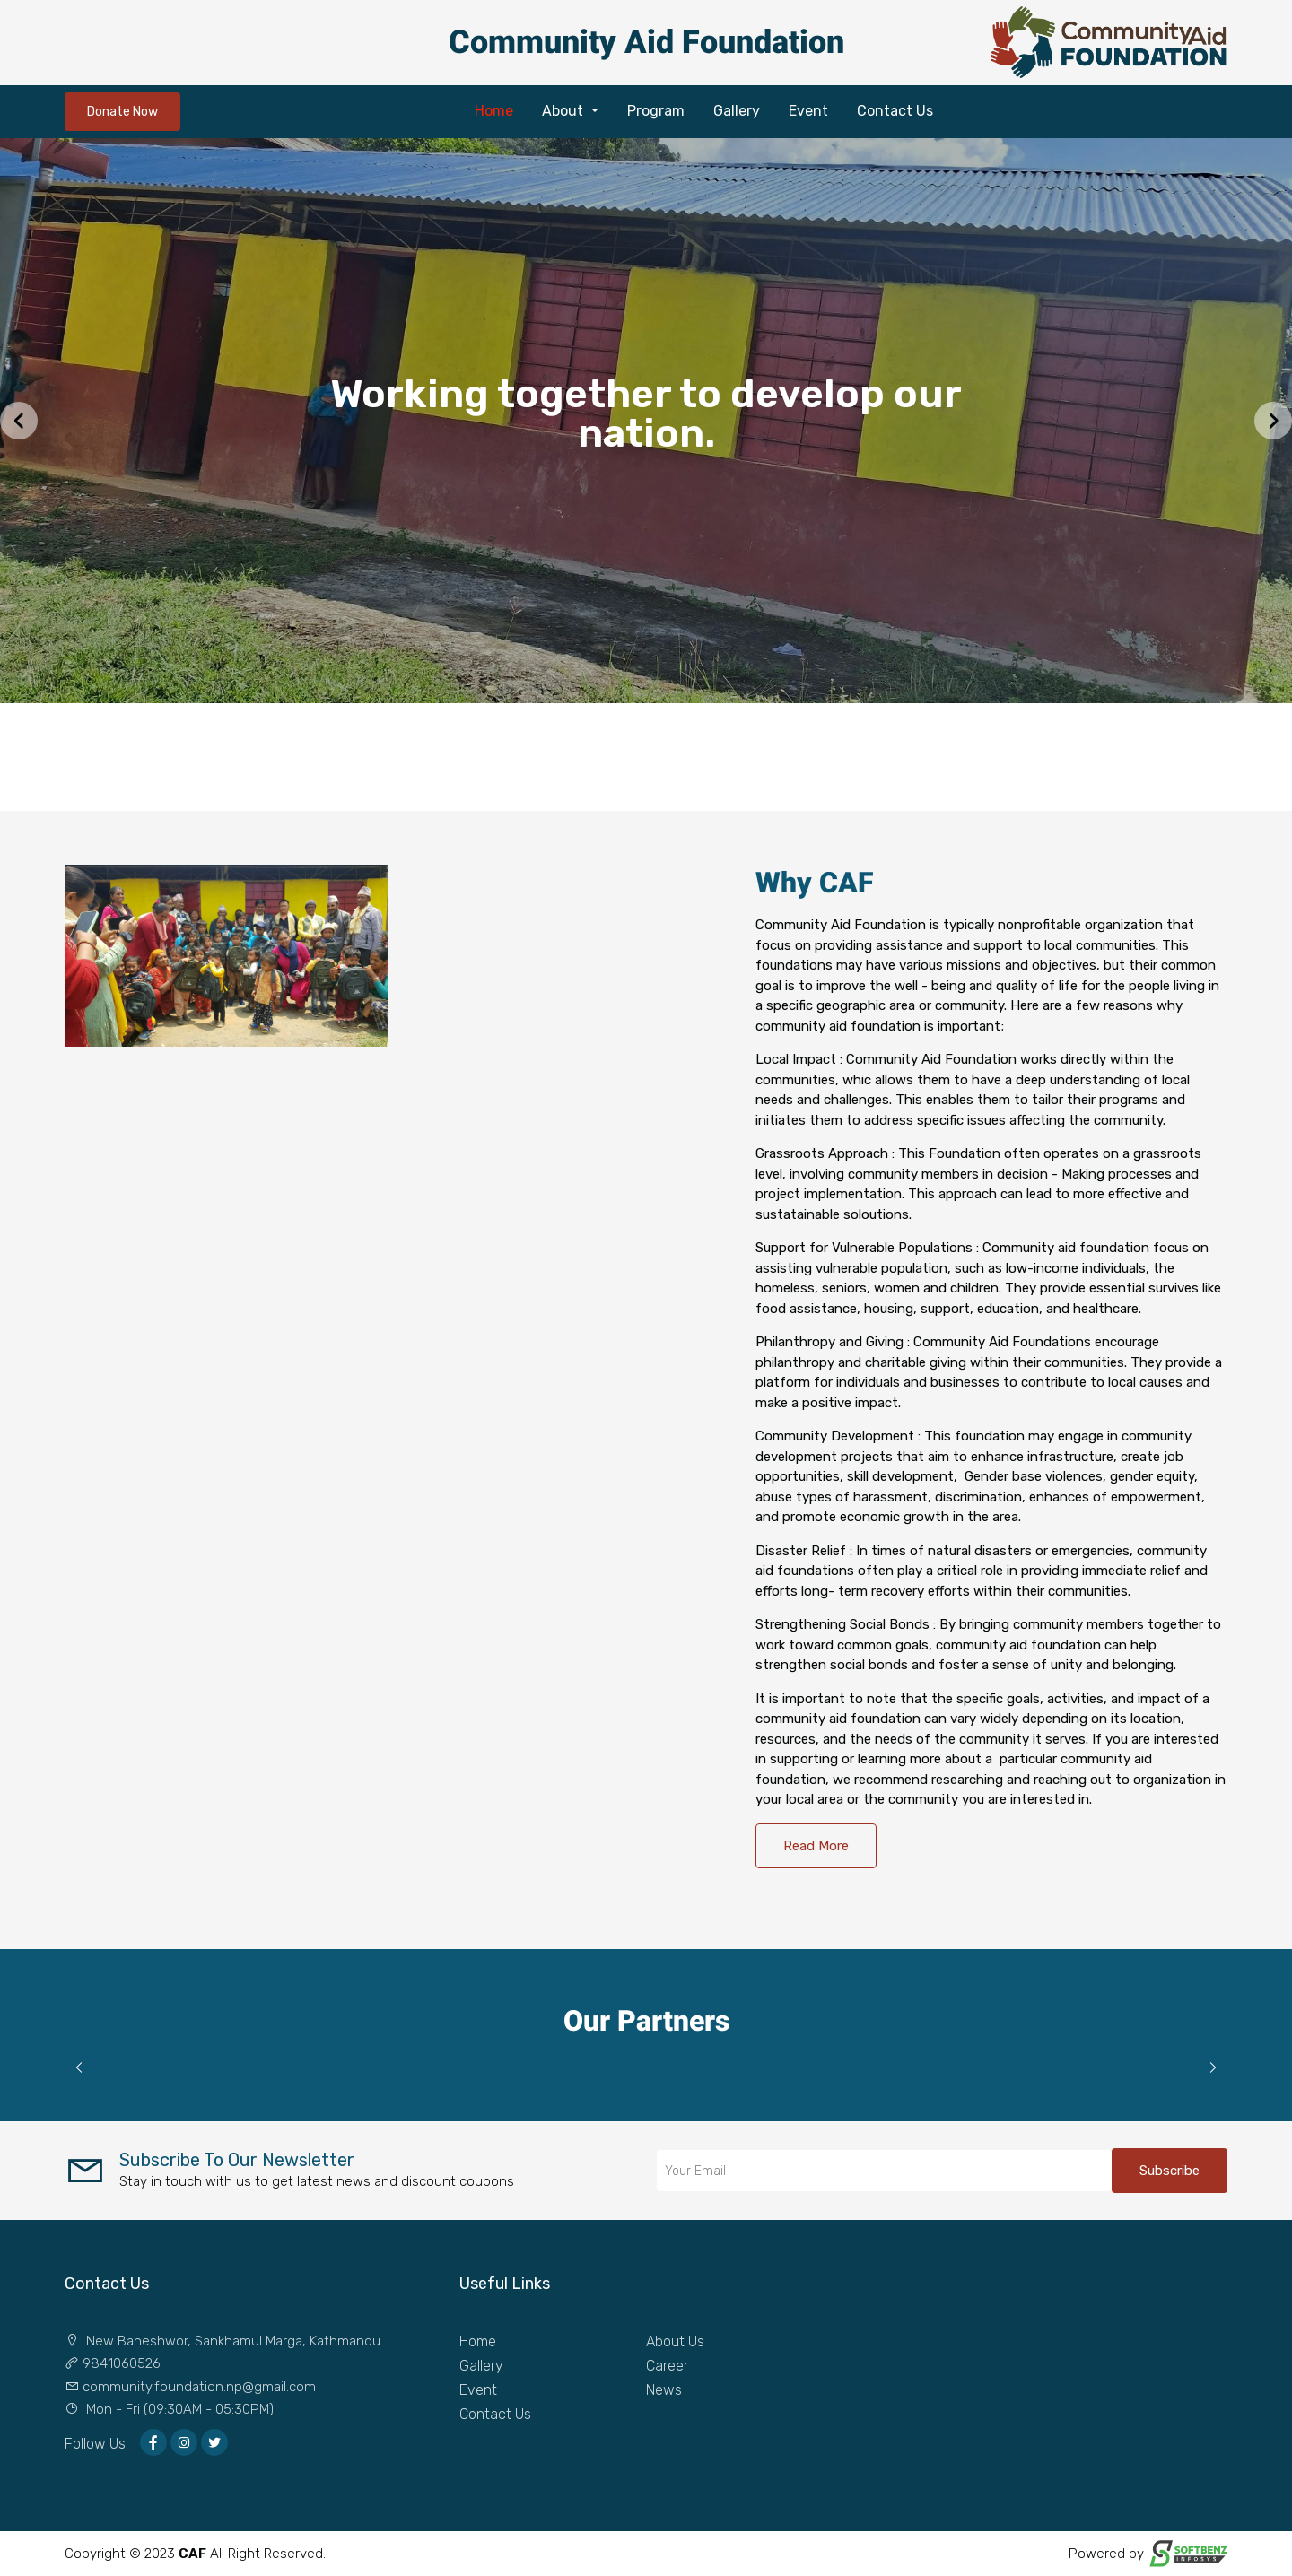 Community Aid Foundation
CommunityAid
FOUNDATION
Donate Now
Home
About
Program
Gallery
Event
Contact Us
Working together to develop our
nation.
Why CAF
Community Aid Foundation is typically nonprofitable organization that
focus on providing assistance and support to local communities. This
foundations may have various missions and objectives, but their common
goal is to improve the well - being and quality of life for the people living in
a specific geographic area or community. Here are a few reasons why
community aid foundation is important;
Local Impact : Community Aid Foundation works directly within the
communities, whic allows them to have a deep understanding of local
needs and challenges. This enables them to tailor their programs and
initiates them to address specific issues affecting the community.
Grassroots Approach : This Foundation often operates on a grassroots
level, involving community members in decision - Making processes and
project implementation. This approach can lead to more effective and
sustatainable soloutions.
Support for Vulnerable Populations : Community aid foundation focus on
assisting vulnerable population, such as low-income individuals, the
homeless, seniors, women and children. They provide essential survives like
food assistance, housing, support, education, and healthcare.
Philanthropy and Giving : Community Aid Foundations encourage
philanthropy and charitable giving within their communities. They provide a
platform for individuals and businesses to contribute to local causes and
make a positive impact.
Community Development : This foundation may engage in community
development projects that aim to enhance infrastructure, create job
opportunities, skill development,  Gender base violences, gender equity,
abuse types of harassment, discrimination, enhances of empowerment,
and promote economic growth in the area.
Disaster Relief : In times of natural disasters or emergencies, community
aid foundations often play a critical role in providing immediate relief and
efforts long- term recovery efforts within their communities.
Strengthening Social Bonds : By bringing community members together to
work toward common goals, community aid foundation can help
strengthen social bonds and foster a sense of unity and belonging.
It is important to note that the specific goals, activities, and impact of a
community aid foundation can vary widely depending on its location,
resources, and the needs of the community it serves. If you are interested
in supporting or learning more about a  particular community aid
foundation, we recommend researching and reaching out to organization in
your local area or the community you are interested in.
Read More
Our Partners
Subscribe To Our Newsletter
Stay in touch with us to get latest news and discount coupons
Your Email
Subscribe
Contact Us
New Baneshwor, Sankhamul Marga, Kathmandu
9841060526
community.foundation.np@gmail.com
Mon - Fri (09:30AM - 05:30PM)
Follow Us
Useful Links
Home
Gallery
Event
Contact Us
About Us
Career
News
Copyright © 2023 CAF All Right Reserved.
Powered by
SOFTBENZ
INFOSYS